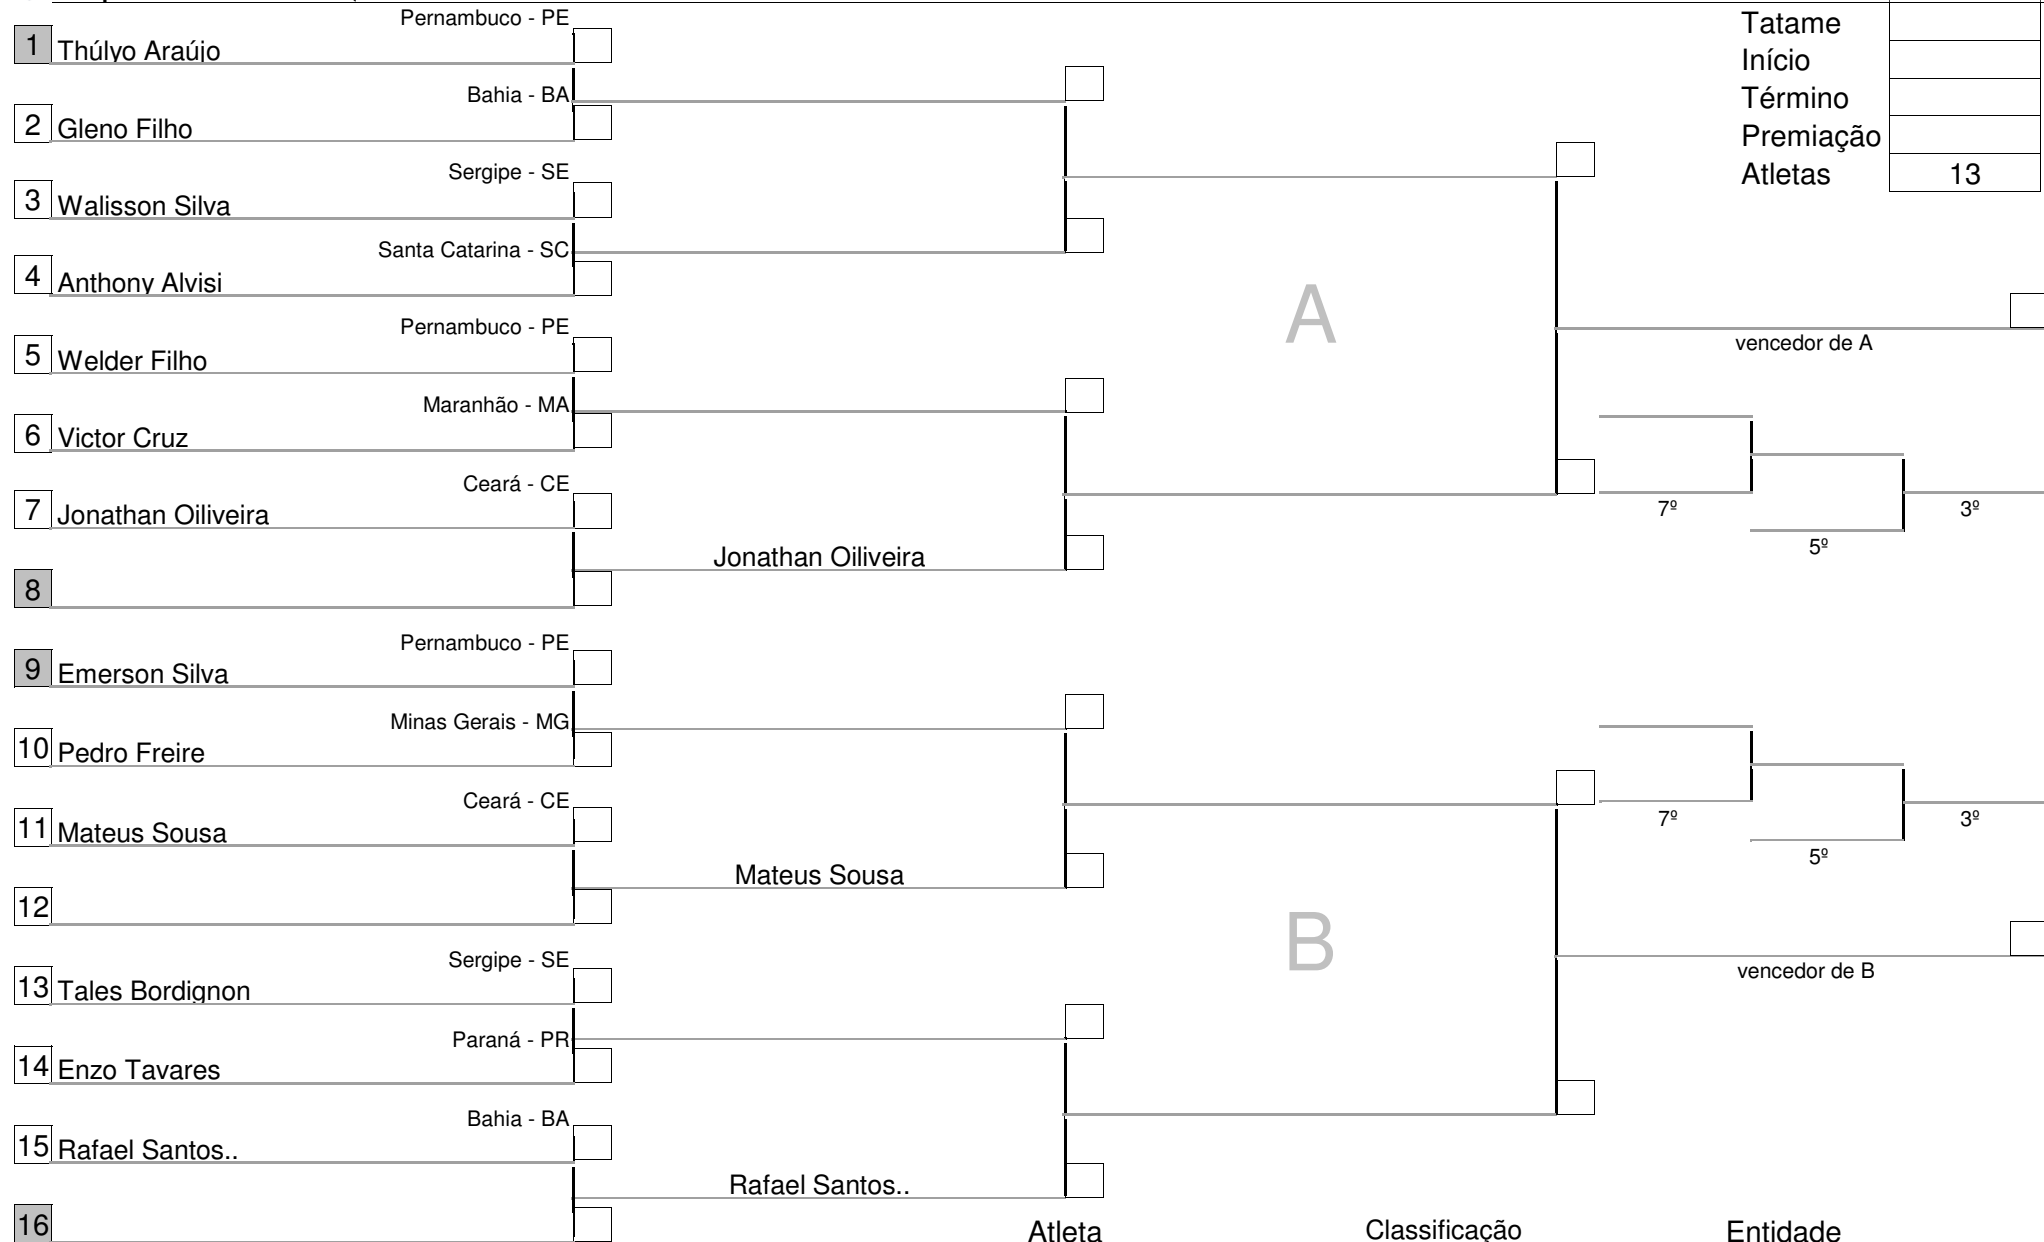 Pernambuco - PE
1 Thúlyo Araújo
Bahia - BA
2 Gleno Filho
Sergipe - SE
3 Walisson Silva
Santa Catarina - SC
4 Anthony Alvisi
Pernambuco - PE
5 Welder Filho
Maranhão - MA
6 Victor Cruz
Ceará - CE
7 Jonathan Oiliveira
Jonathan Oiliveira
8
Pernambuco - PE
9 Emerson Silva
Minas Gerais - MG
10 Pedro Freire
Ceará - CE
11 Mateus Sousa
Mateus Sousa
12
Sergipe - SE
13 Tales Bordignon
Paraná - PR
14 Enzo Tavares
Bahia - BA
15 Rafael Santos..
Rafael Santos..
16
A
B
Tatame
Início
Término
Premiação
Atletas 13
vencedor de A
7º
3º
5º
7º
3º
5º
vencedor de B
Atleta Classificação Entidade